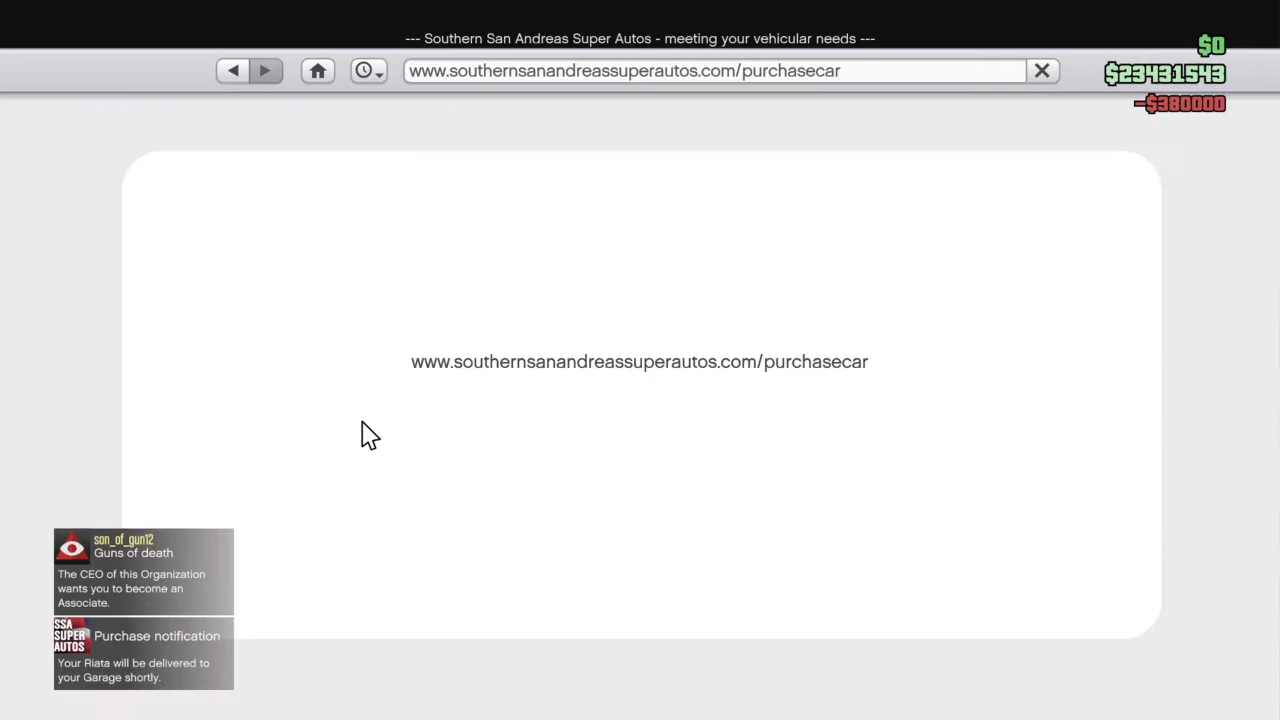 --- Southern San Andreas Super Autos - meeting your vehicular needs ---
$0
www.southernsanandreassuperautos.com/purchasecar
$23431543
-$380000
www.southernsanandreassuperautos.com/purchasecar
son_of_gun12
Guns of death
The CEO of this Organization
wants you to become an
Associate.
SSA
SUPER
AUTOS
Purchase notification
Your Riata will be delivered to
your Garage shortly.